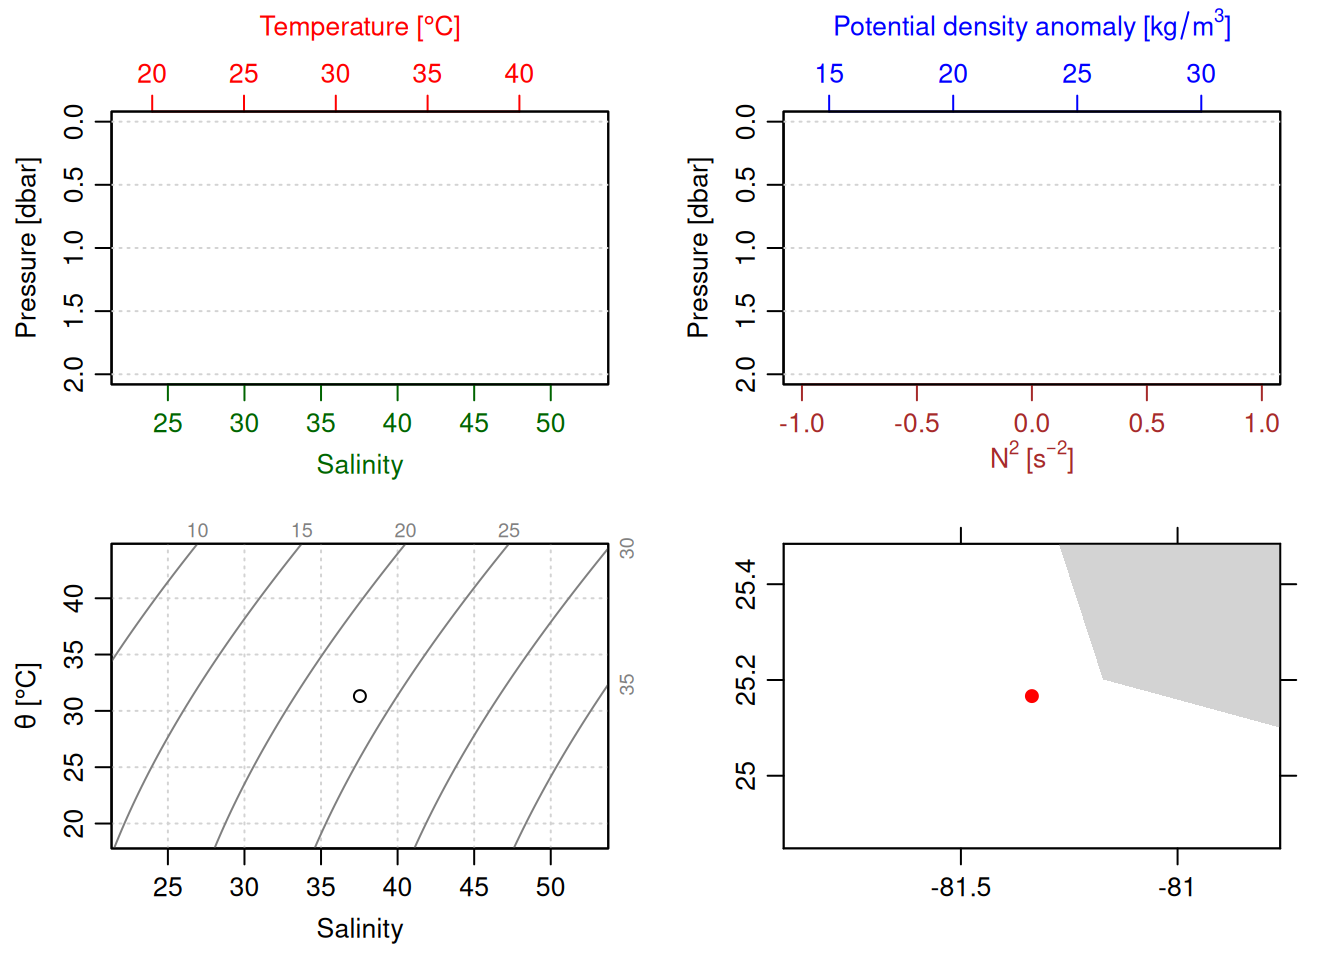 Temperature [°C]
20 25 30 35 40
Pressure [dbar]
0.0 0.5 1.0 1.5 2.0
25 30 35 40 45 50
Salinity
Potential density anomaly [kg/m³]
15 20 25 30
Pressure [dbar]
0.0 0.5 1.0 1.5 2.0
-1.0 -0.5 0.0 0.5 1.0
N² [s⁻²]
10 15 20 25 30 35
θ [°C]
40 35 30 25 20
25 30 35 40 45 50
Salinity
25.4 25.2 25
-81.5 -81